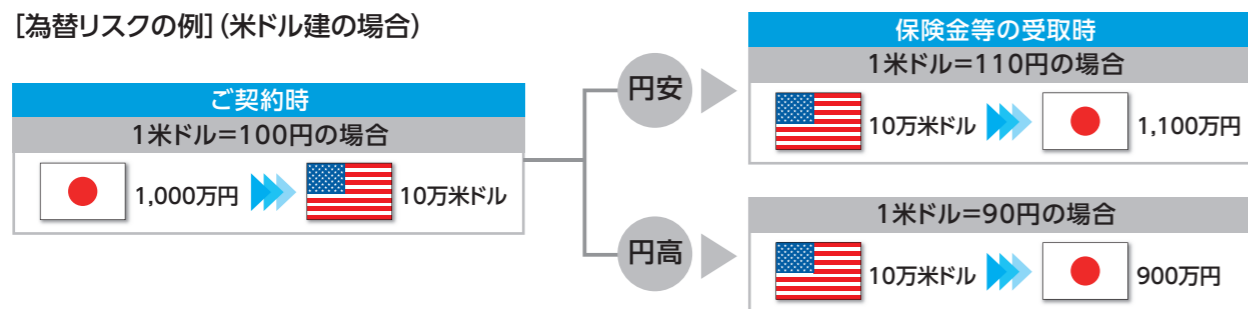 [為替リスクの例](米ドル建の場合)
ご契約時
1米ドル=100円の場合
1,000万円 10万米ドル
円安
保険金等の受取時
1米ドル=110円の場合
10万米ドル 1,100万円
円高
1米ドル=90円の場合
10万米ドル 900万円